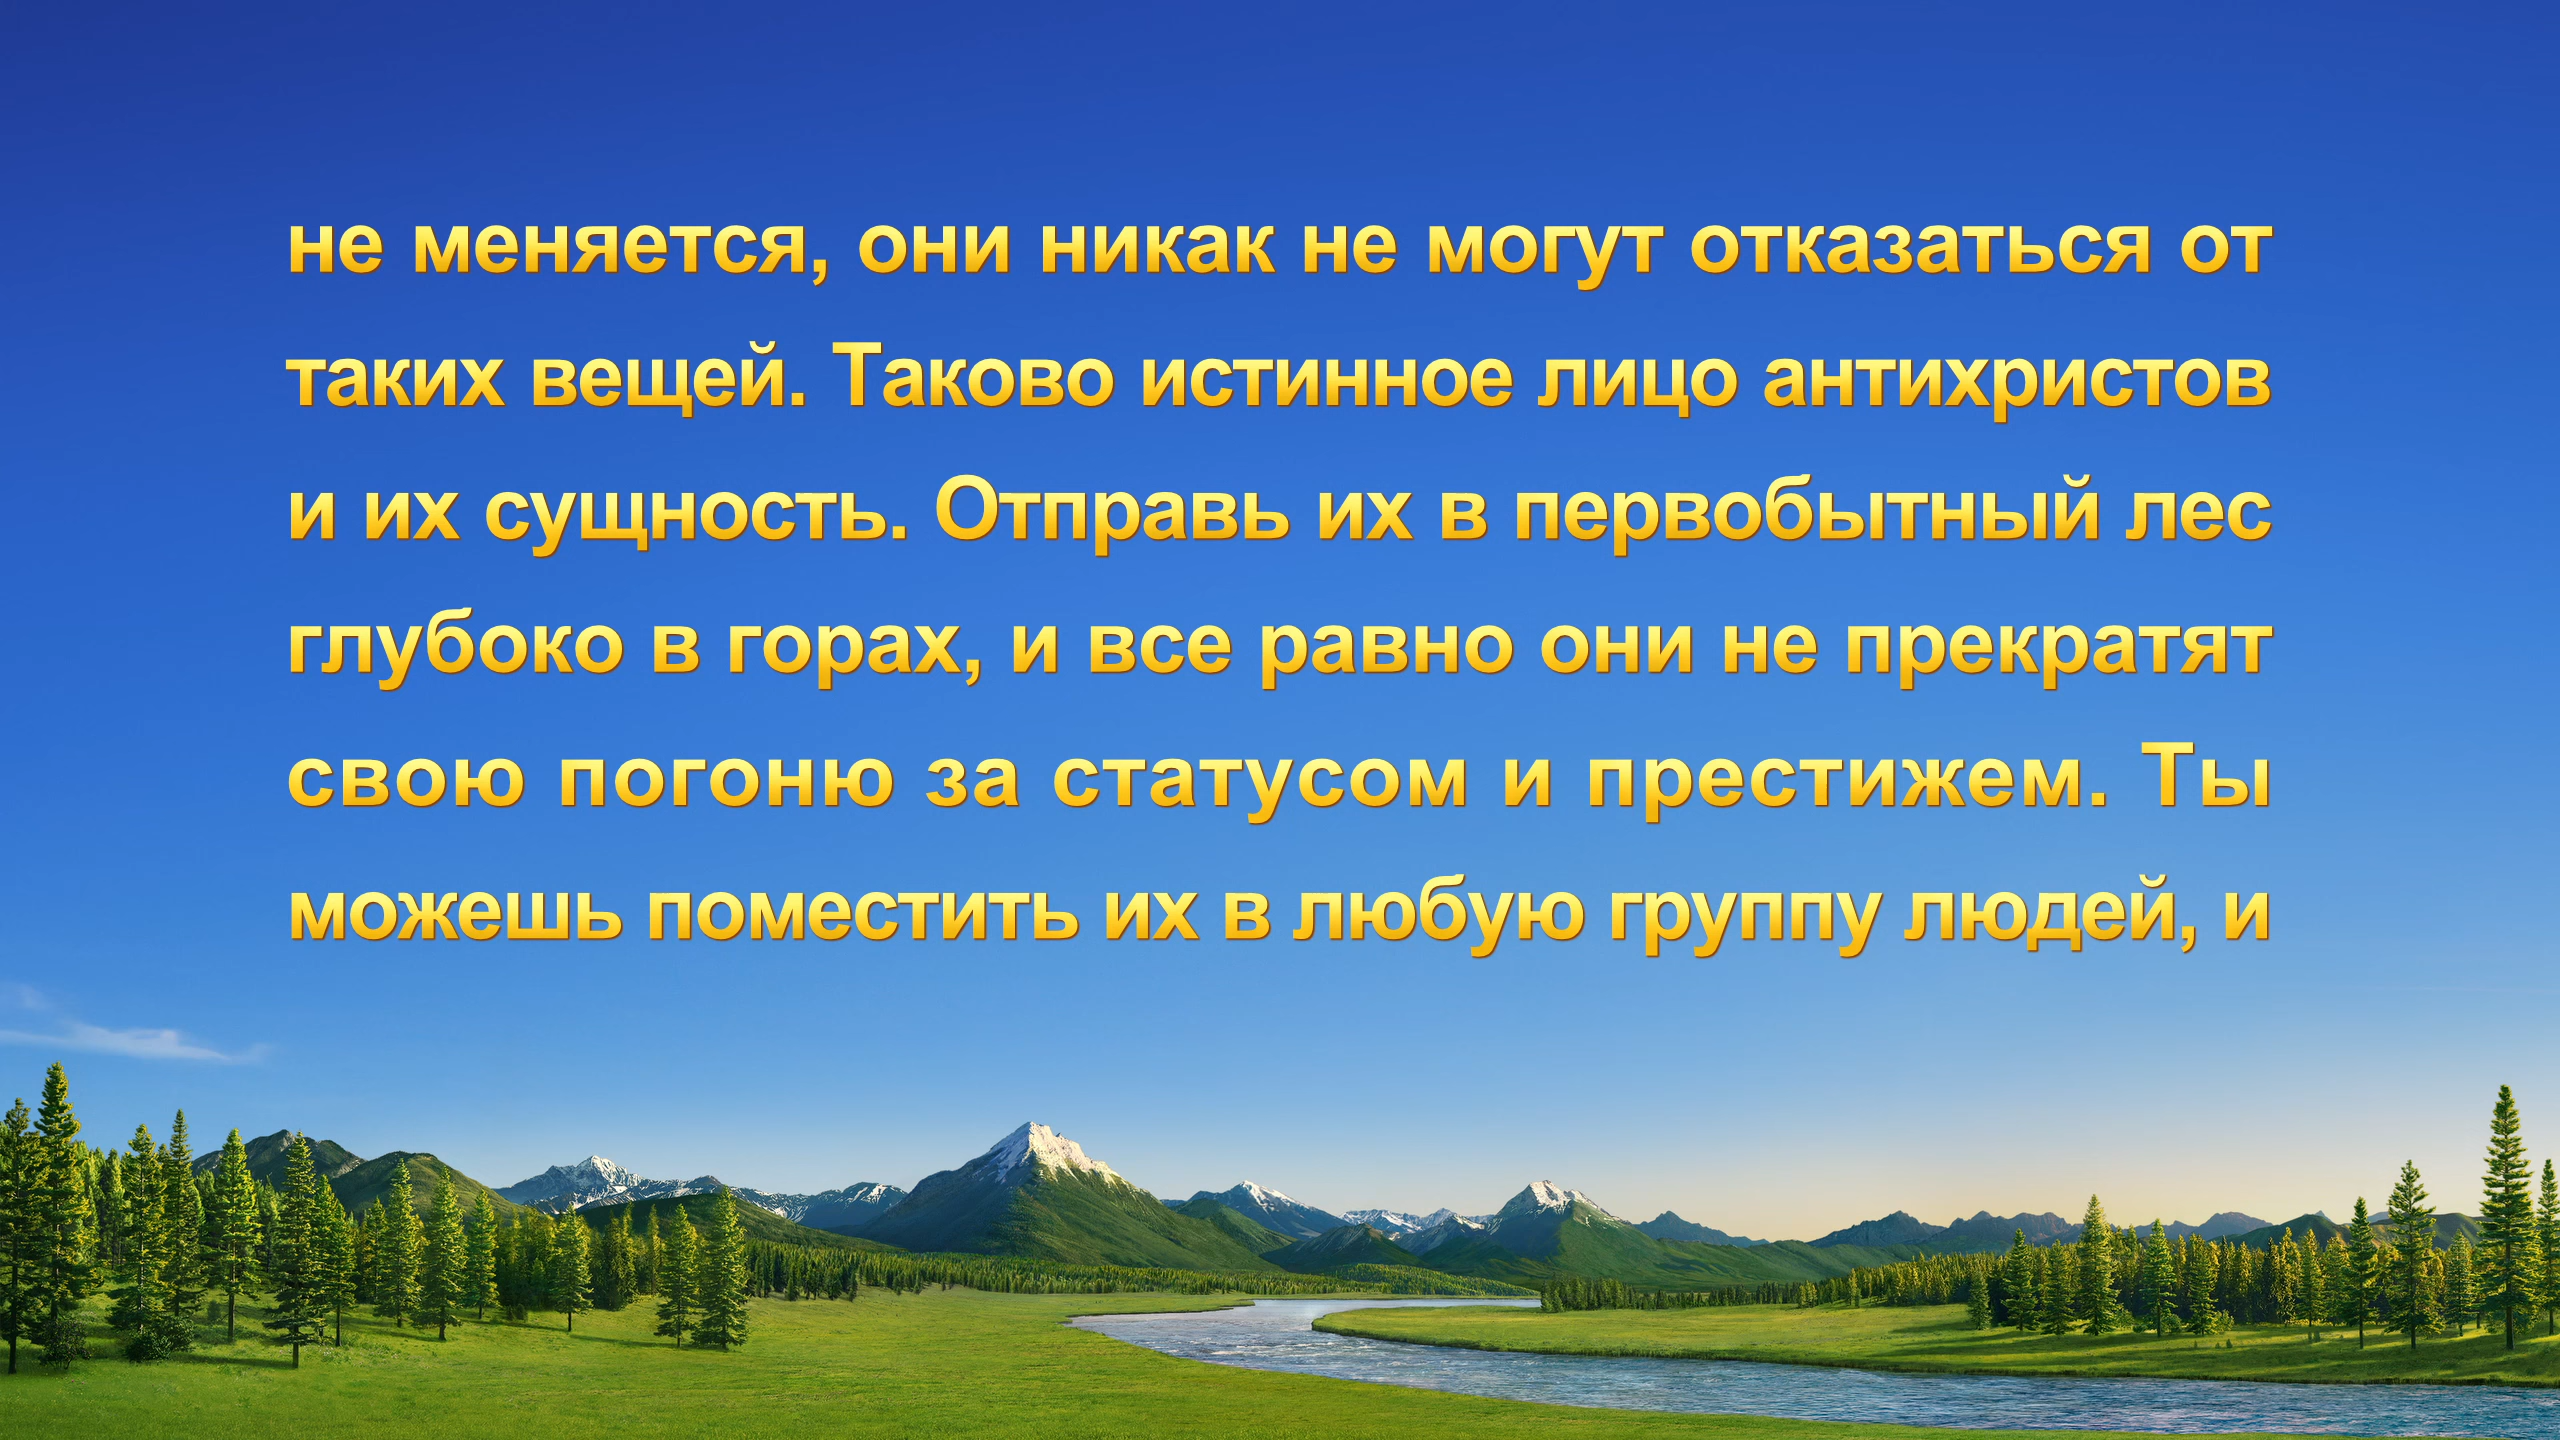 не меняется, они никак не могут отказаться от
таких вещей. Таково истинное лицо антихристов
и их сущность. Отправь их в первобытный лес
глубоко в горах, и все равно они не прекратят
свою погоню за статусом и престижем. Ты
можешь поместить их в любую группу людей, и